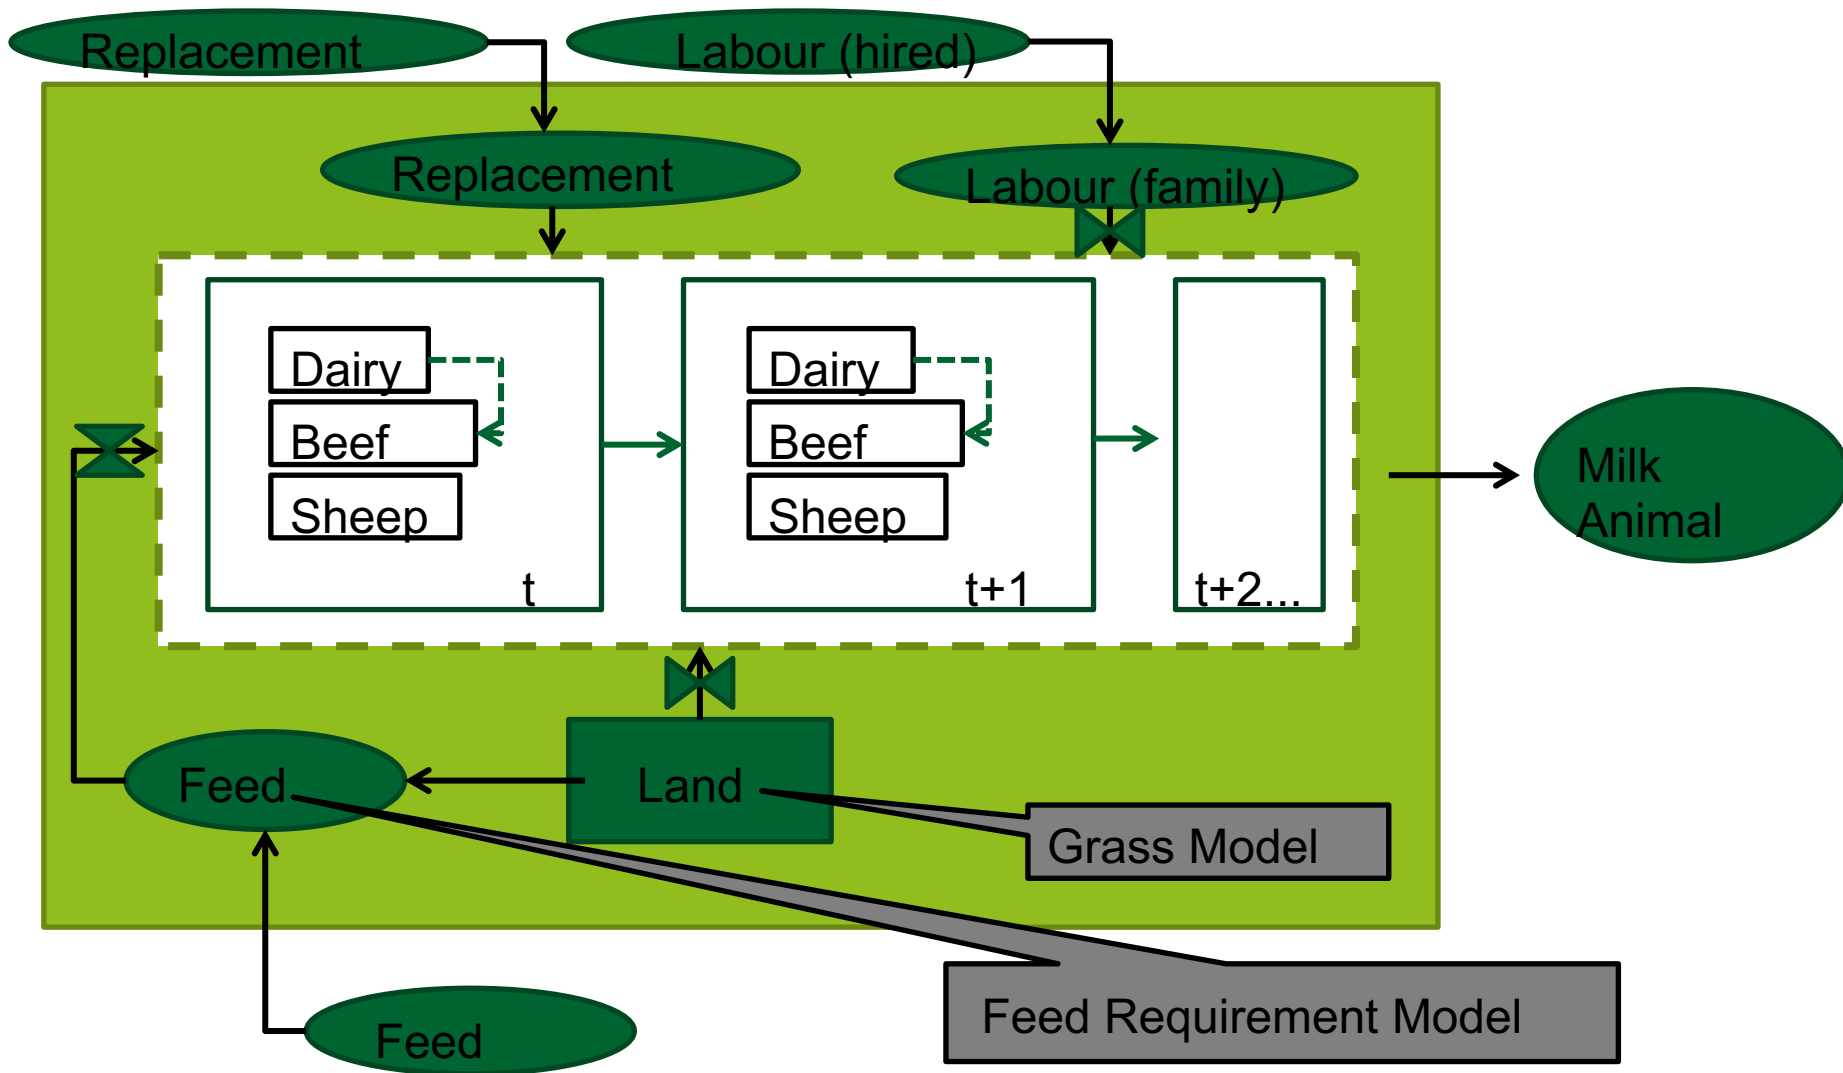 Replacement
Labour (hired)
Replacement
Labour (family)
Dairy
Beef
Sheep
t
Dairy
Beef
Sheep
t+1
t+2...
Milk
Animal
Feed
Land
Grass Model
Feed Requirement Model
Feed